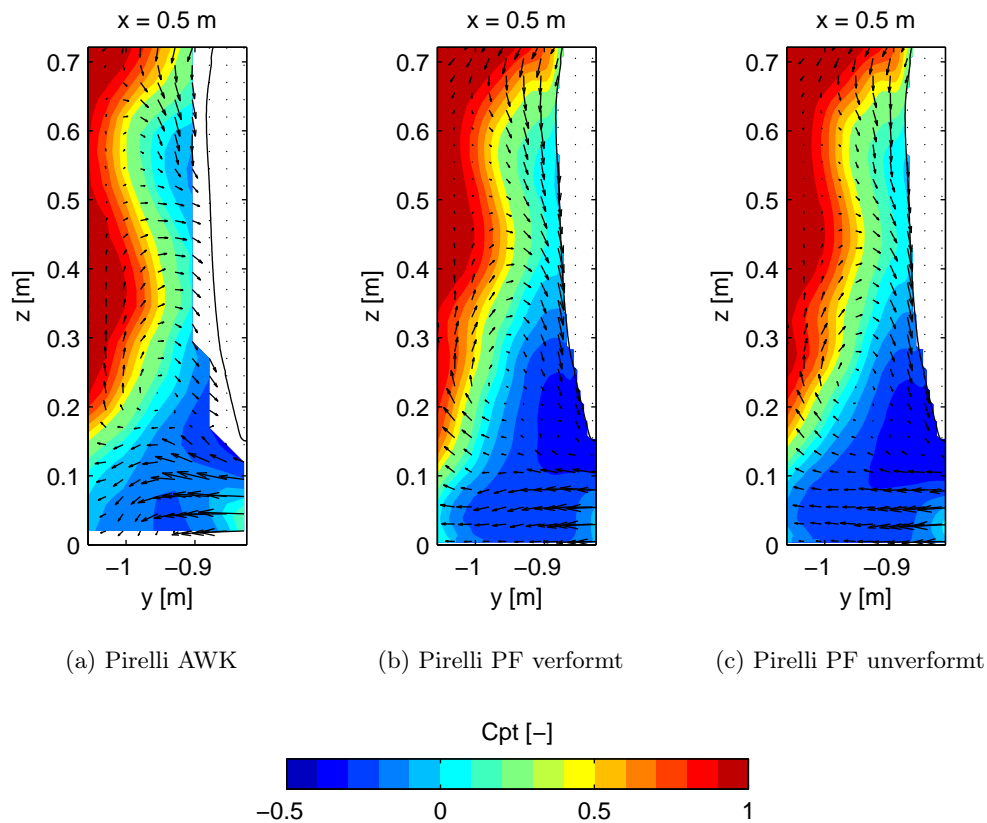 x = 0.5 m
x = 0.5 m
x = 0.5 m
0.7
0.6
0.5
0.4
0.3
0.2
0.1
0
z [m]
−1
−0.9
y [m]
0.7
0.6
0.5
0.4
0.3
0.2
0.1
0
z [m]
−1
−0.9
y [m]
0.7
0.6
0.5
0.4
0.3
0.2
0.1
0
z [m]
−1
−0.9
y [m]
(a) Pirelli AWK
(b) Pirelli PF verformt
(c) Pirelli PF unverformt
Cpt [−]
−0.5
0
0.5
1